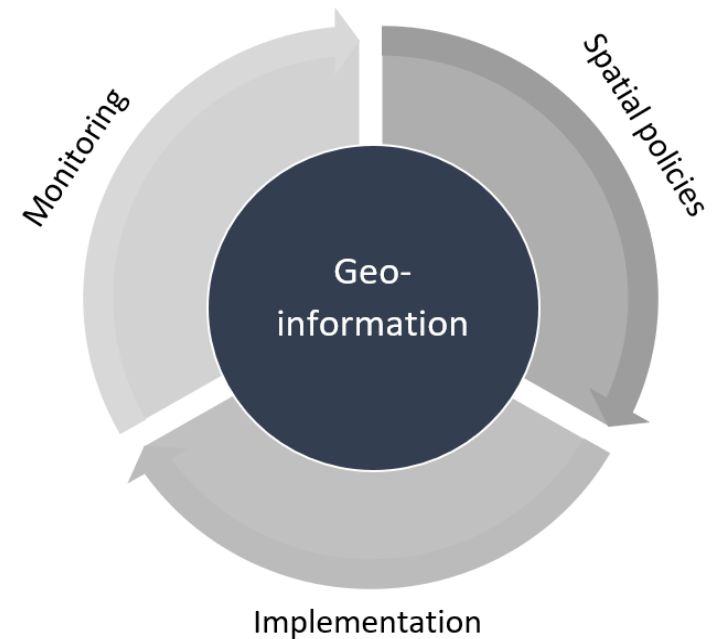 Monitoring
Spatial policies
Geo-
information
Implementation